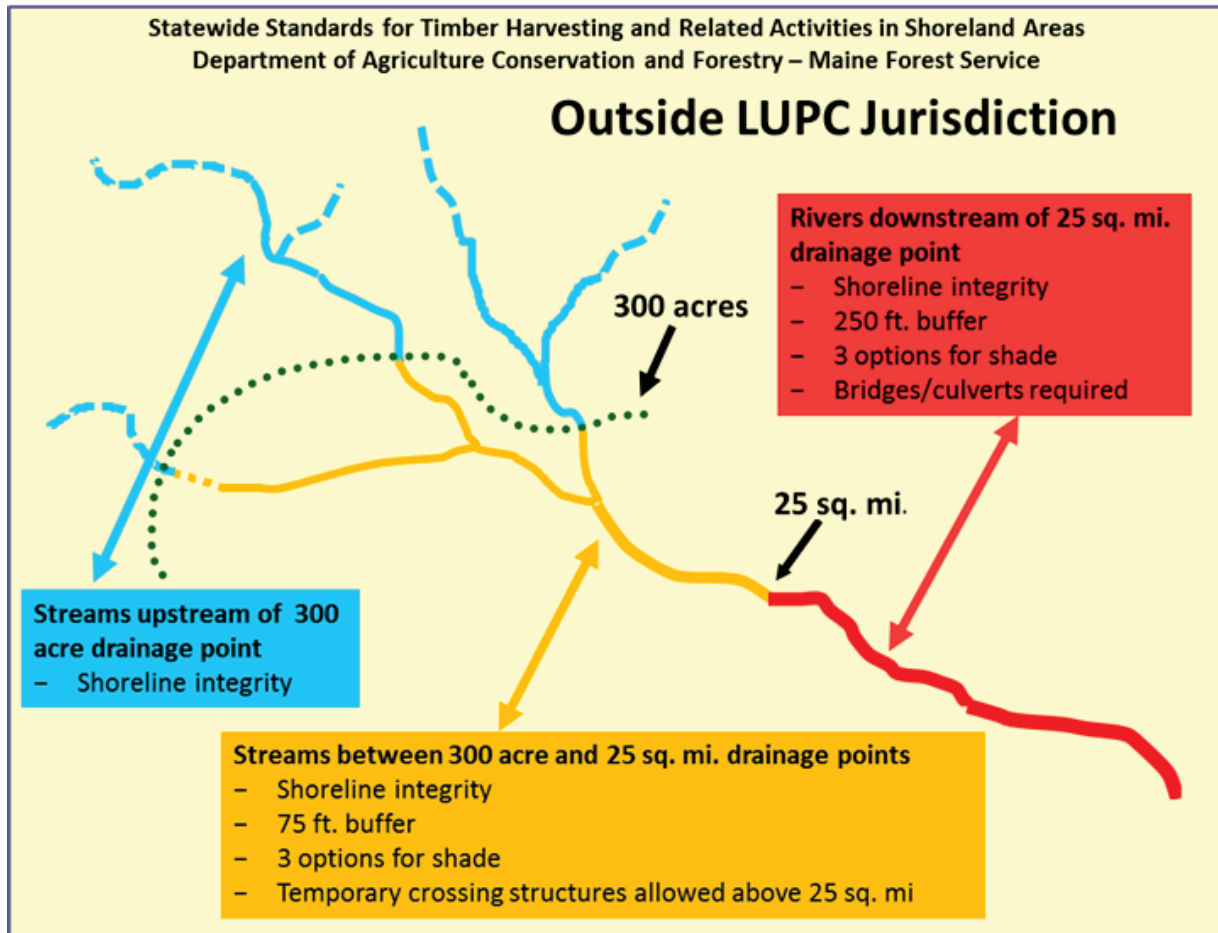 Statewide Standards for Timber Harvesting and Related Activities in Shoreland Areas
Department of Agriculture Conservation and Forestry – Maine Forest Service
Outside LUPC Jurisdiction
Rivers downstream of 25 sq. mi.
drainage point
– Shoreline integrity
– 250 ft. buffer
– 3 options for shade
– Bridges/culverts required
300 acres
25 sq. mi.
Streams upstream of 300
acre drainage point
– Shoreline integrity
Streams between 300 acre and 25 sq. mi. drainage points
– Shoreline integrity
– 75 ft. buffer
– 3 options for shade
– Temporary crossing structures allowed above 25 sq. mi